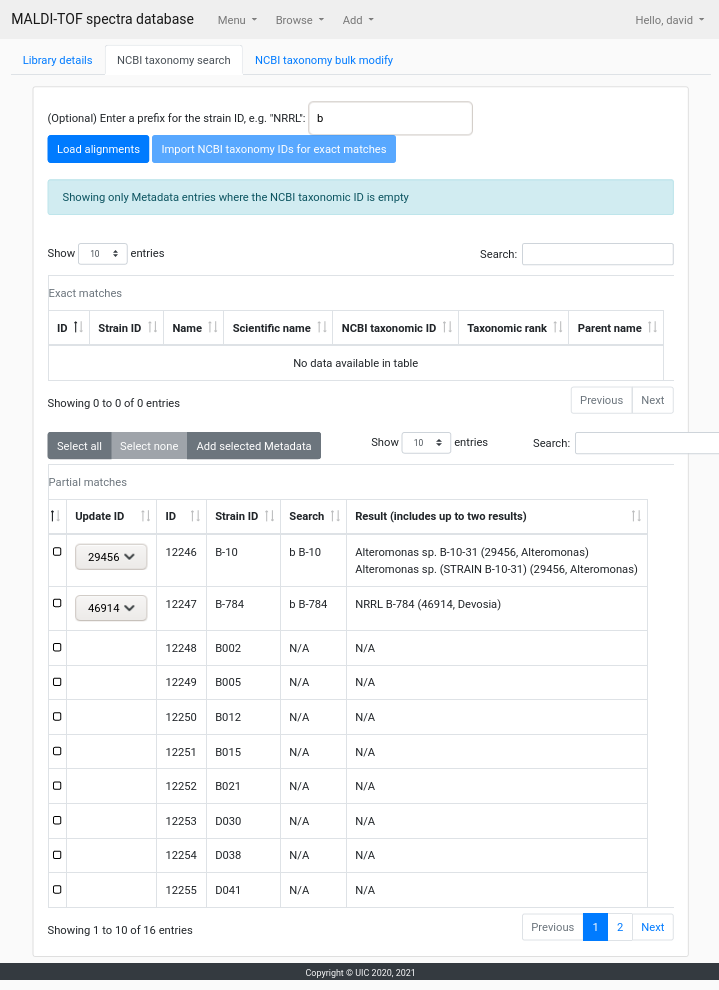 MALDI-TOF spectra database Menu Browse Add Hello, david
Library details NCBI taxonomy search NCBI taxonomy bulk modify
(Optional) Enter a prefix for the strain ID, e.g. "NRRL": b
Load alignments Import NCBI taxonomy IDs for exact matches
Showing only Metadata entries where the NCBI taxonomic ID is empty
Show 10 entries Search:
Exact matches
ID Strain ID Name Scientific name NCBI taxonomic ID Taxonomic rank Parent name
No data available in table
Showing 0 to 0 of 0 entries Previous Next
Select all Select none Add selected Metadata Show 10 entries Search:
Partial matches
Update ID ID Strain ID Search Result (includes up to two results)
29456 12246 B-10 b B-10 Alteromonas sp. B-10-31 (29456, Alteromonas)
Alteromonas sp. (STRAIN B-10-31) (29456, Alteromonas)
46914 12247 B-784 b B-784 NRRL B-784 (46914, Devosia)
12248 B002 N/A N/A
12249 B005 N/A N/A
12250 B012 N/A N/A
12251 B015 N/A N/A
12252 B021 N/A N/A
12253 D030 N/A N/A
12254 D038 N/A N/A
12255 D041 N/A N/A
Showing 1 to 10 of 16 entries Previous 1 2 Next
Copyright © UIC 2020, 2021